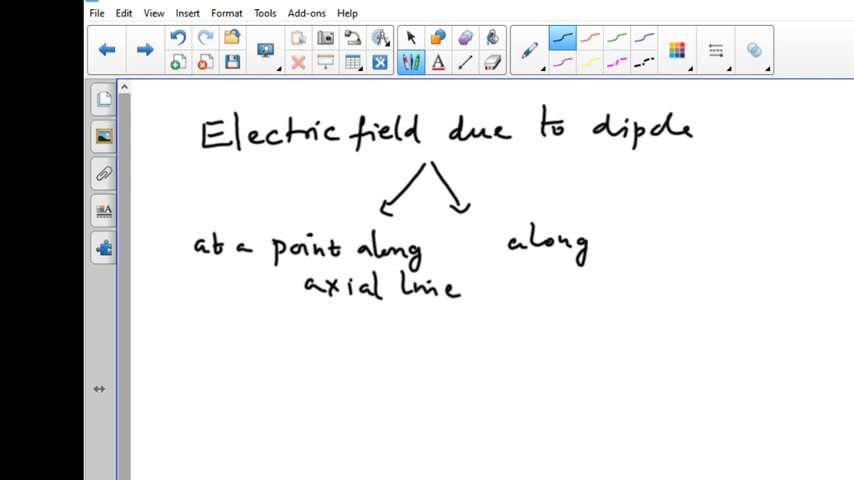 File Edit View Insert Format Tools Add-ons Help
Electric field due to dipole
at a point along along
axial line